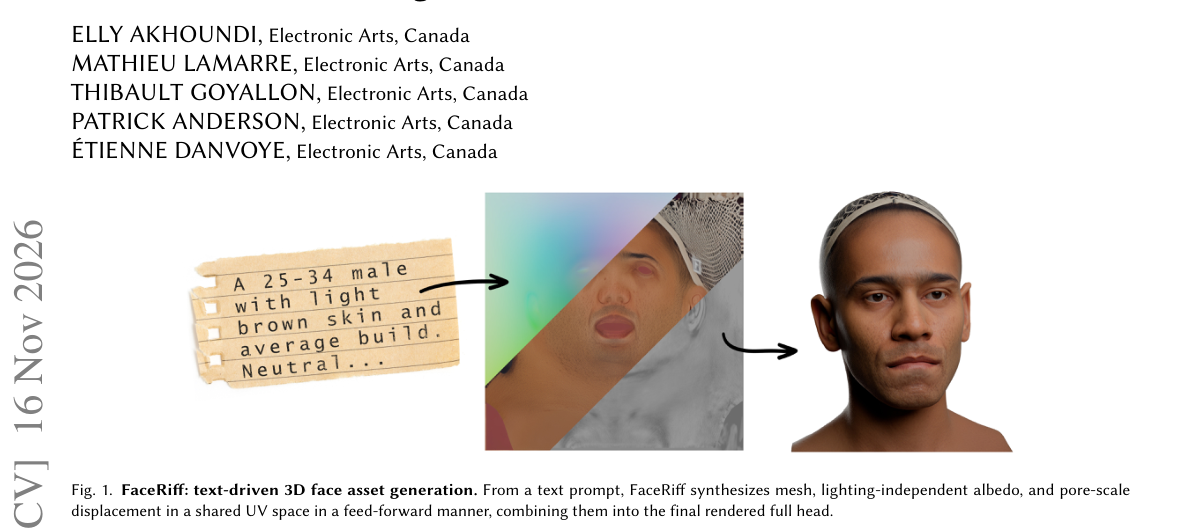 ELLY AKHOUNDI, Electronic Arts, Canada
MATHIEU LAMARRE, Electronic Arts, Canada
THIBAULT GOYALLON, Electronic Arts, Canada
PATRICK ANDERSON, Electronic Arts, Canada
ÉTIENNE DANVOYE, Electronic Arts, Canada
CV] 16 Nov 2026
A 25-34 male
with light
brown skin and
average build.
Neutral...
Fig. 1. FaceRiff: text-driven 3D face asset generation. From a text prompt, FaceRiff synthesizes mesh, lighting-independent albedo, and pore-scale
displacement in a shared UV space in a feed-forward manner, combining them into the final rendered full head.